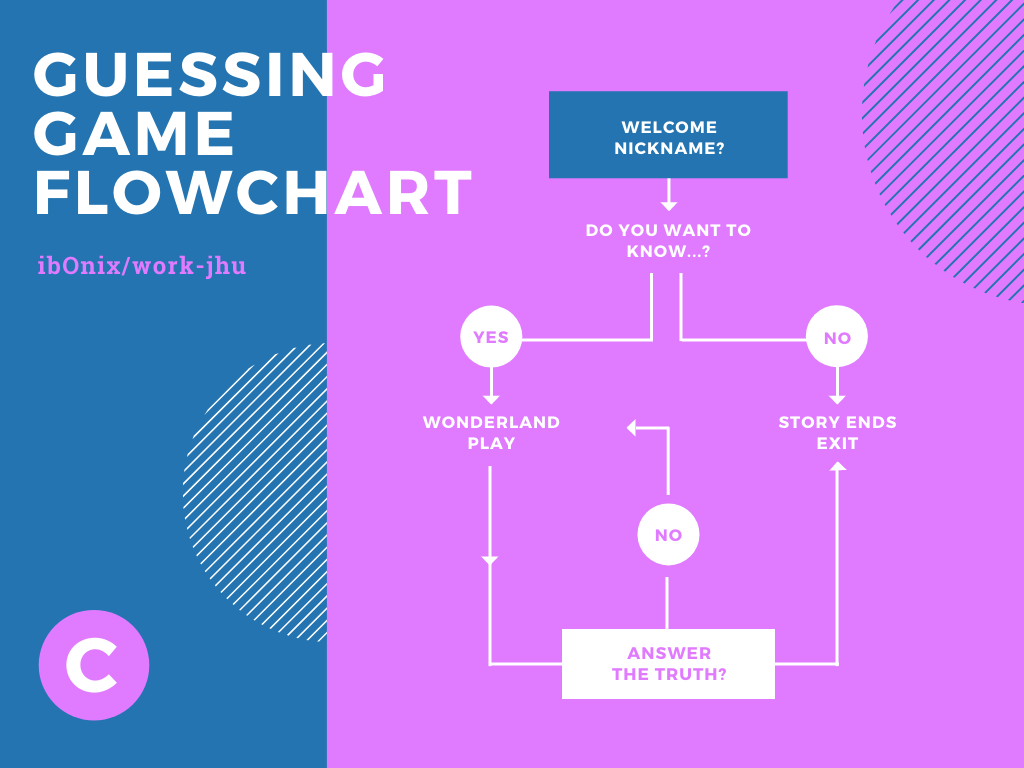 GUESSING
GAME
FLOWCHART
ibOnix/work-jhu
WELCOME
NICKNAME?
DO YOU WANT TO
KNOW...?
YES
NO
WONDERLAND
PLAY
STORY ENDS
EXIT
NO
ANSWER
THE TRUTH?
C